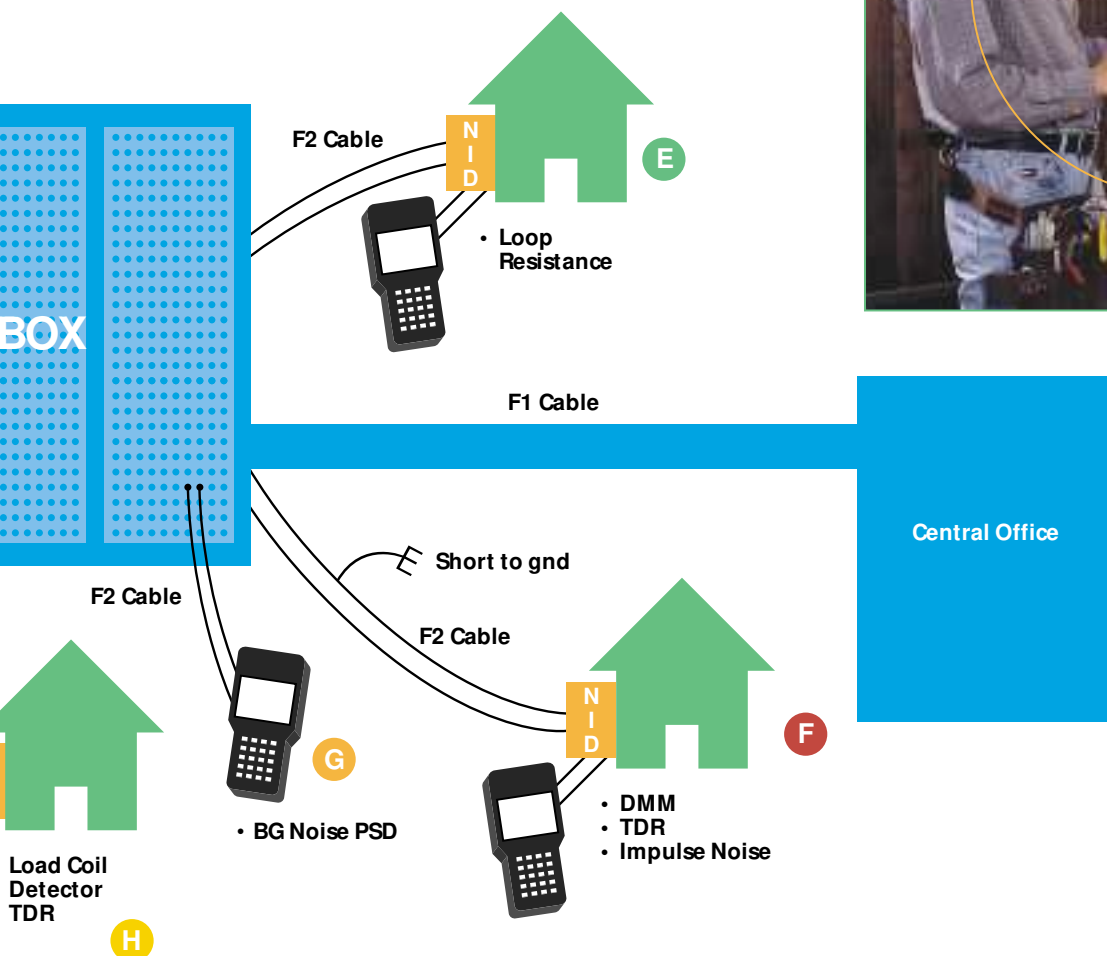 F2 Cable
N
I
D
E
• Loop
Resistance
BOX
F1 Cable
Central Office
Short to gnd
F2 Cable
F2 Cable
N
I
D
F
G
• DMM
• TDR
• Impulse Noise
• BG Noise PSD
Load Coil
Detector
TDR
H